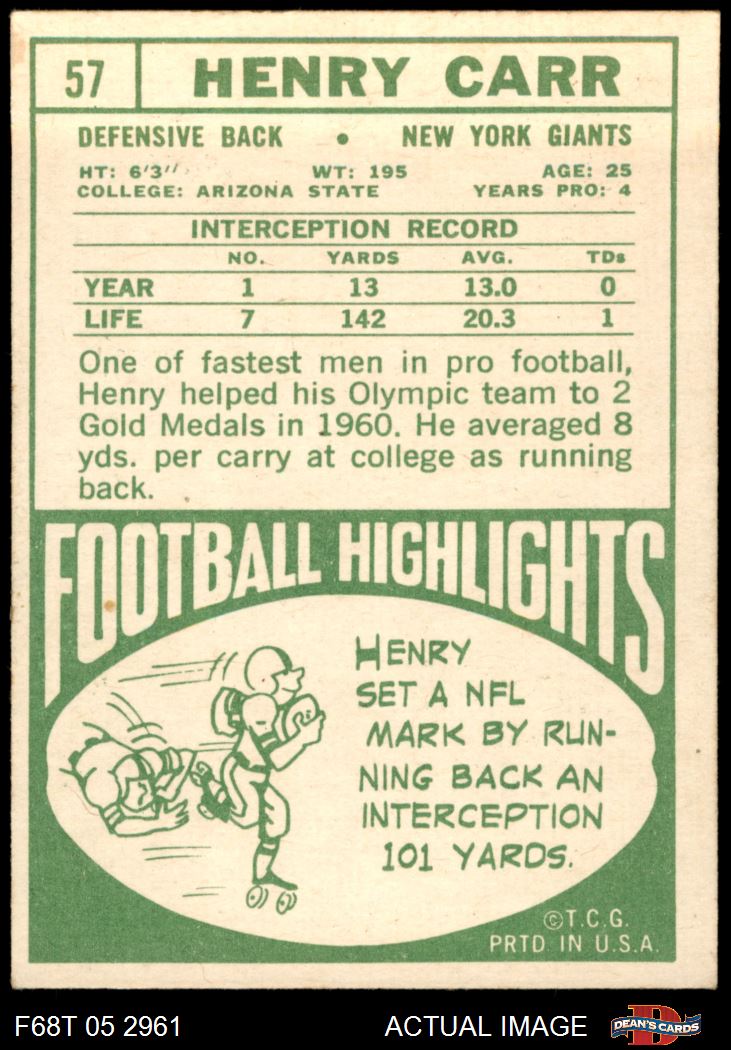 57 HENRY CARR
DEFENSIVE BACK • NEW YORK GIANTS
HT: 6'3" WT: 195 AGE: 25
COLLEGE: ARIZONA STATE YEARS PRO: 4
INTERCEPTION RECORD
NO. YARDS AVG. TDs
YEAR 1 13 13.0 0
LIFE 7 142 20.3 1
One of fastest men in pro football,
Henry helped his Olympic team to 2
Gold Medals in 1960. He averaged 8
yds. per carry at college as running
back.
FOOTBALL HIGHLIGHTS
HENRY
SET A NFL
MARK BY RUN-
NING BACK AN
INTERCEPTION
101 YARDS.
©T.C.G.
PRTD. IN U.S.A.
F68T 05 2961 ACTUAL IMAGE D DEAN'S CARDS